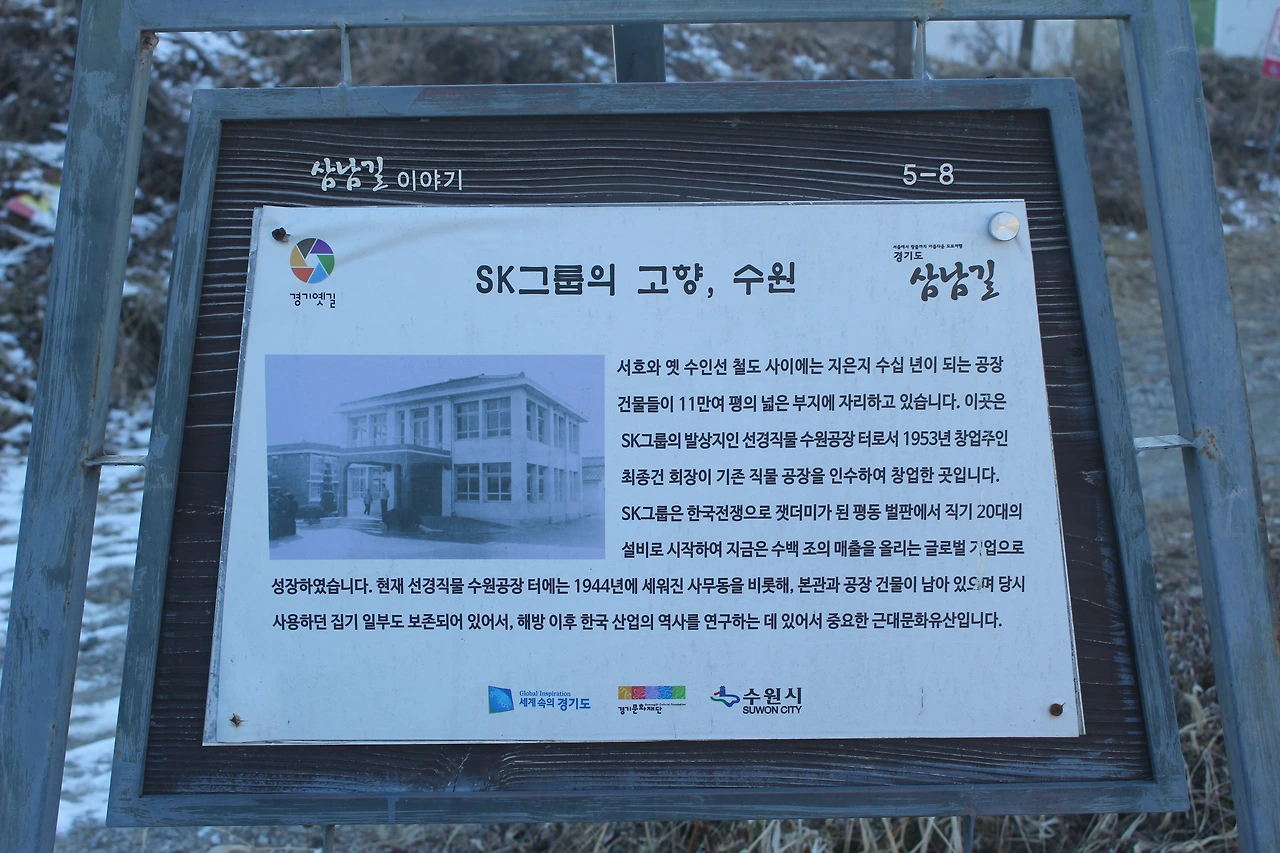 삼남길 이야기
5-8
경기옛길
SK그룹의 고향, 수원
서울에서 땅끝까지 아름다운 도보여행
경기도
삼남길
서호와 옛 수인선 철도 사이에는 지은지 수십 년이 되는 공장
건물들이 11만여 평의 넓은 부지에 자리하고 있습니다. 이곳은
SK그룹의 발상지인 선경직물 수원공장 터로서 1953년 창업주인
최종건 회장이 기존 직물 공장을 인수하여 창업한 곳입니다.
SK그룹은 한국전쟁으로 잿더미가 된 평동 벌판에서 직기 20대의
설비로 시작하여 지금은 수백 조의 매출을 올리는 글로벌 기업으로
성장하였습니다. 현재 선경직물 수원공장 터에는 1944년에 세워진 사무동을 비롯해, 본관과 공장 건물이 남아 있으며 당시
사용하던 집기 일부도 보존되어 있어서, 해방 이후 한국 산업의 역사를 연구하는 데 있어서 중요한 근대문화유산입니다.
Global Inspiration
세계 속의 경기도
경기문화재단
수원시
SUWON CITY